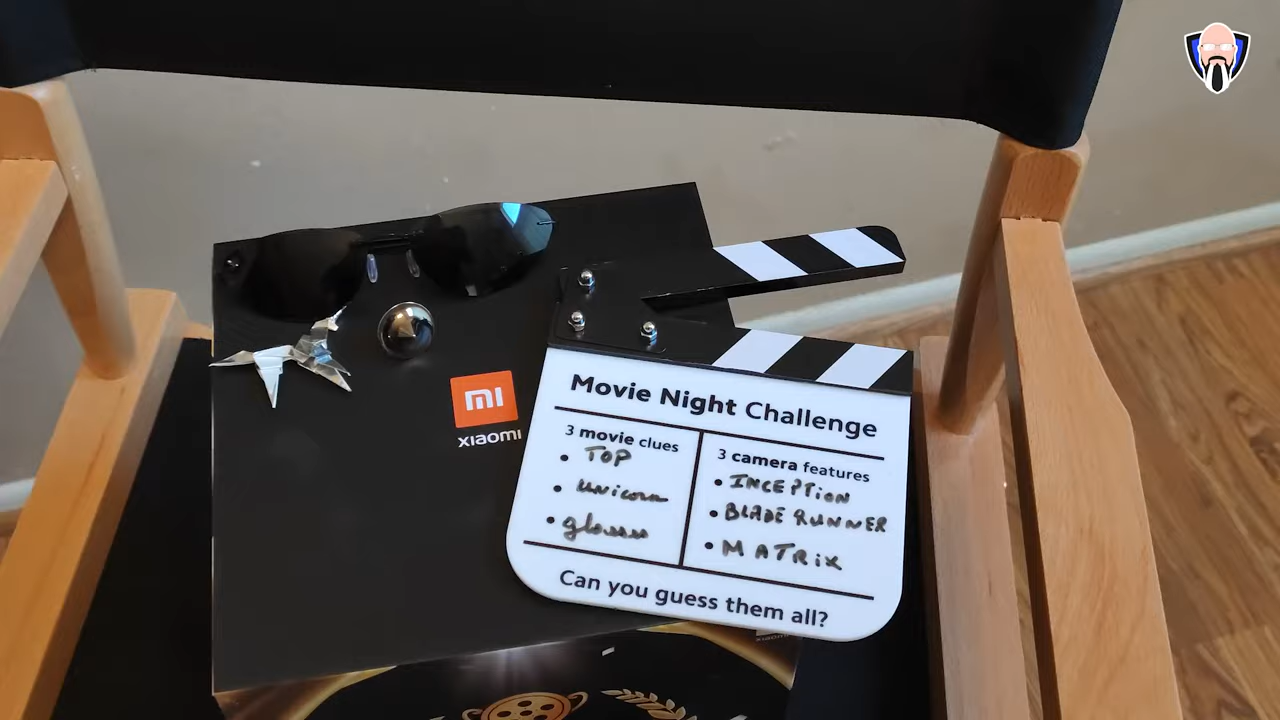 mi
XIAOMI
Movie Night Challenge
3 movie clues
• TOP
• unicorn
• glasses
3 camera features
• INCEPTION
• BLADE RUNNER
• MATRiX
Can you guess them all?